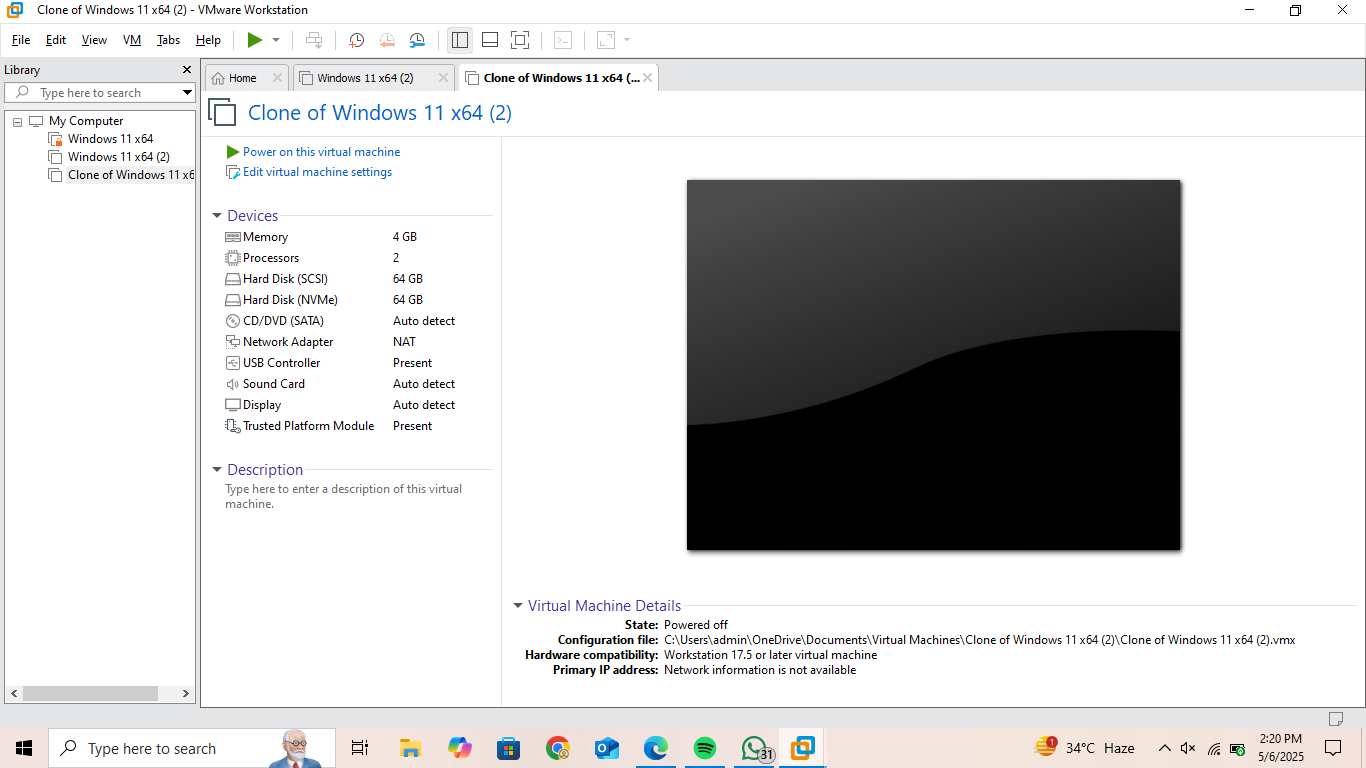 Clone of Windows 11 x64 (2) - VMware Workstation
File Edit View VM Tabs Help
Library
Type here to search
My Computer
Windows 11 x64
Windows 11 x64 (2)
Clone of Windows 11 x6
Home
Windows 11 x64 (2)
Clone of Windows 11 x64 (...
Clone of Windows 11 x64 (2)
Power on this virtual machine
Edit virtual machine settings
Devices
Memory 4 GB
Processors 2
Hard Disk (SCSI) 64 GB
Hard Disk (NVMe) 64 GB
CD/DVD (SATA) Auto detect
Network Adapter NAT
USB Controller Present
Sound Card Auto detect
Display Auto detect
Trusted Platform Module Present
Description
Type here to enter a description of this virtual
machine.
Virtual Machine Details
State: Powered off
Configuration file: C:\Users\admin\OneDrive\Documents\Virtual Machines\Clone of Windows 11 x64 (2)\Clone of Windows 11 x64 (2).vmx
Hardware compatibility: Workstation 17.5 or later virtual machine
Primary IP address: Network information is not available
Type here to search
31
1
34°C Haze
2:20 PM
5/6/2025